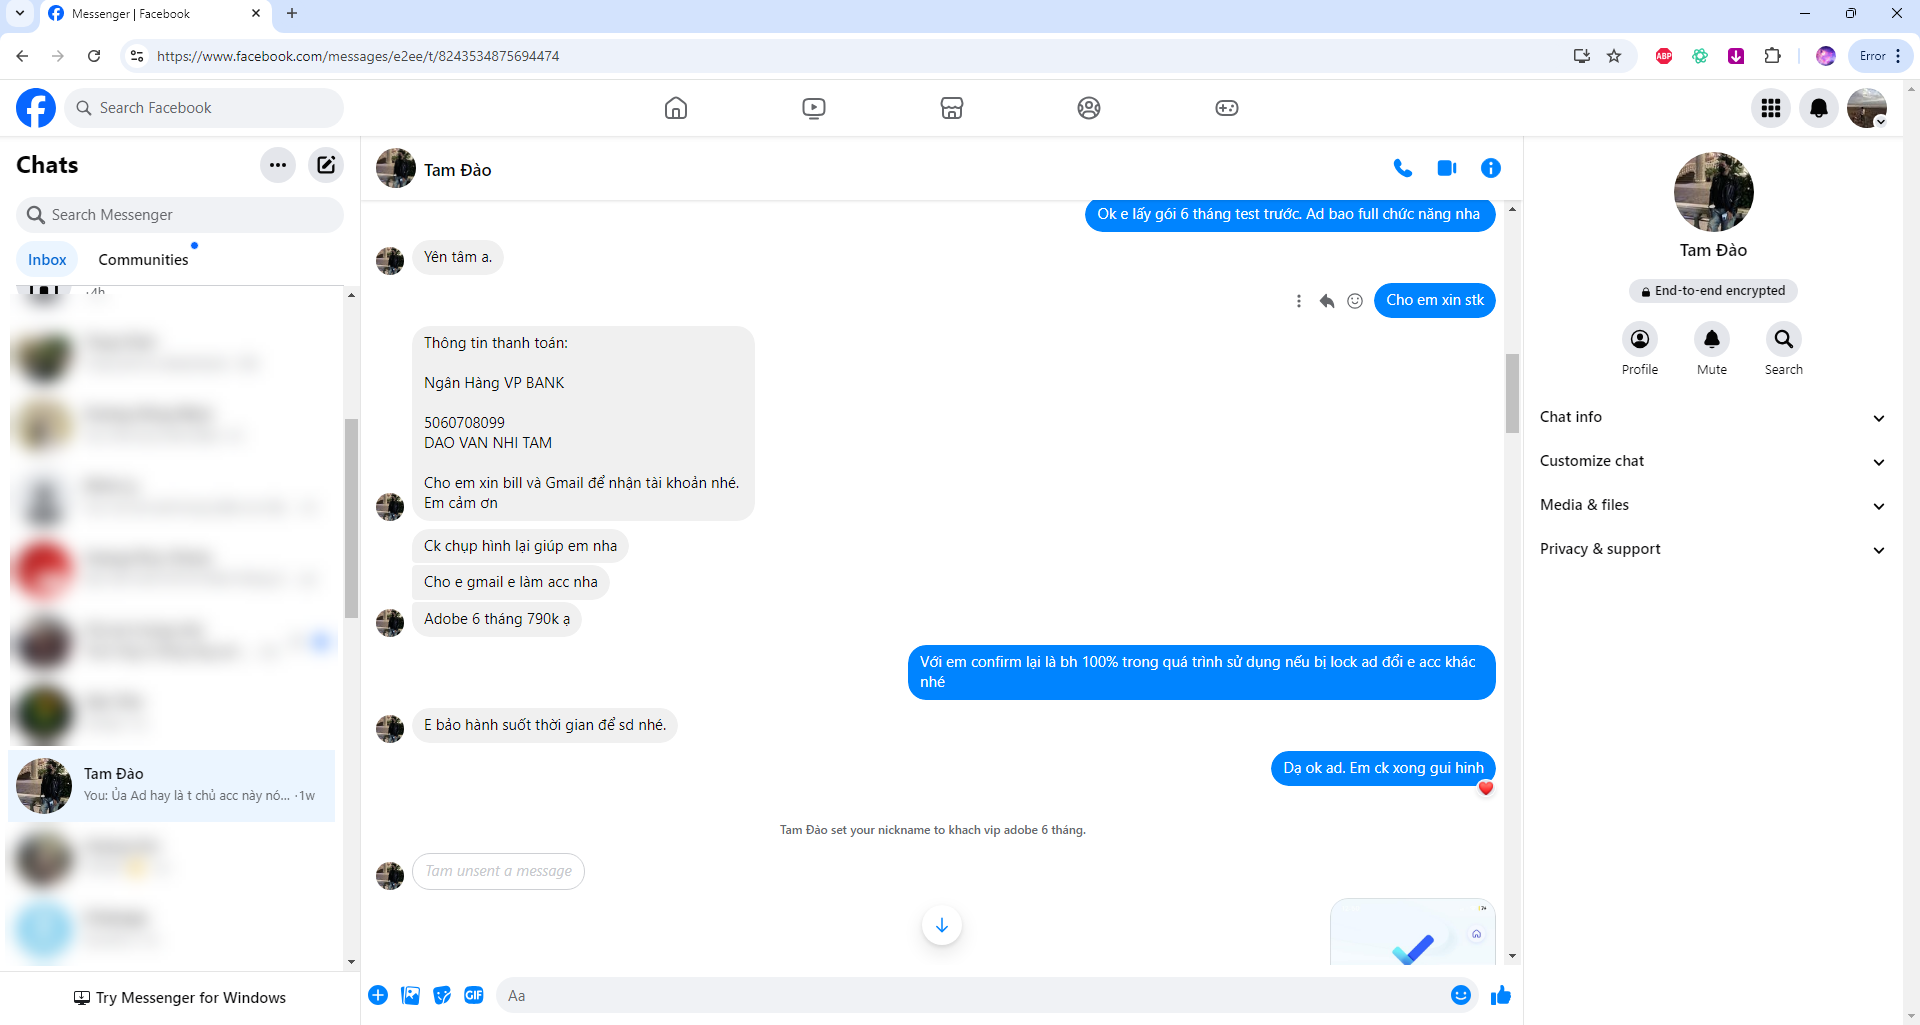 Messenger | Facebook
https://www.facebook.com/messages/e2ee/t/8243534875694474
ABP
Error
Search Facebook
Chats
Search Messenger
Inbox
Communities
·4h
Tam Đào
You: Ủa Ad hay là t chủ acc này nó... ·1w
Try Messenger for Windows
Tam Đào
Ok e lấy gói 6 tháng test trước. Ad bao full chức năng nha
Yên tâm a.
Cho em xin stk
Thông tin thanh toán:
Ngân Hàng VP BANK
5060708099
DAO VAN NHI TAM
Cho em xin bill và Gmail để nhận tài khoản nhé.
Em cảm ơn
Ck chụp hình lại giúp em nha
Cho e gmail e làm acc nha
Adobe 6 tháng 790k ạ
Với em confirm lại là bh 100% trong quá trình sử dụng nếu bị lock ad đổi e acc khác
nhé
E bảo hành suốt thời gian để sd nhé.
Dạ ok ad. Em ck xong gui hinh
Tam Đào set your nickname to khach vip adobe 6 tháng.
Tam unsent a message
GIF
Aa
Tam Đào
End-to-end encrypted
Profile
Mute
Search
Chat info
Customize chat
Media & files
Privacy & support